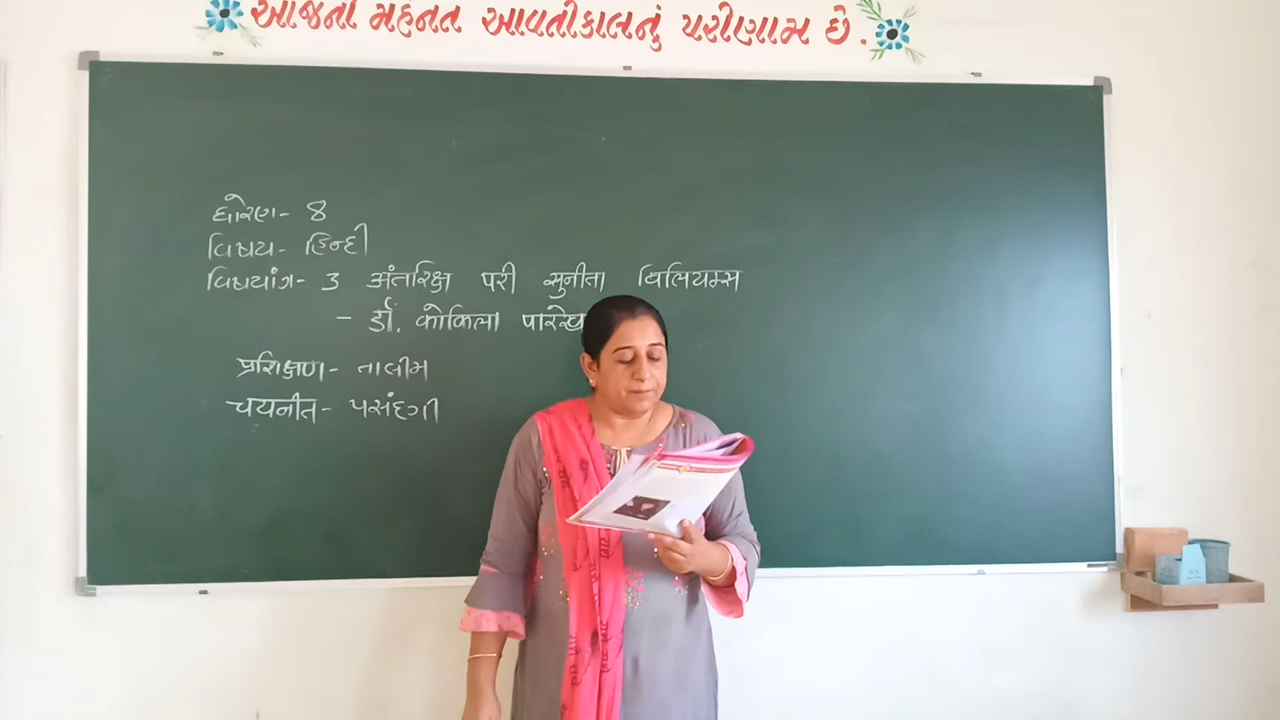 આજની મહેનત આવતીકાલનું પરીણામ છે.
ધોરણ- 8
વિષય- હિન્દી
વિષયાંગ- 3 अंतरिक्ष परी सुनीता विलियम्स
- डॉ. कोकिला पारेख
प्रशिक्षण- તાલીમ
चयनीत- પસંદગી